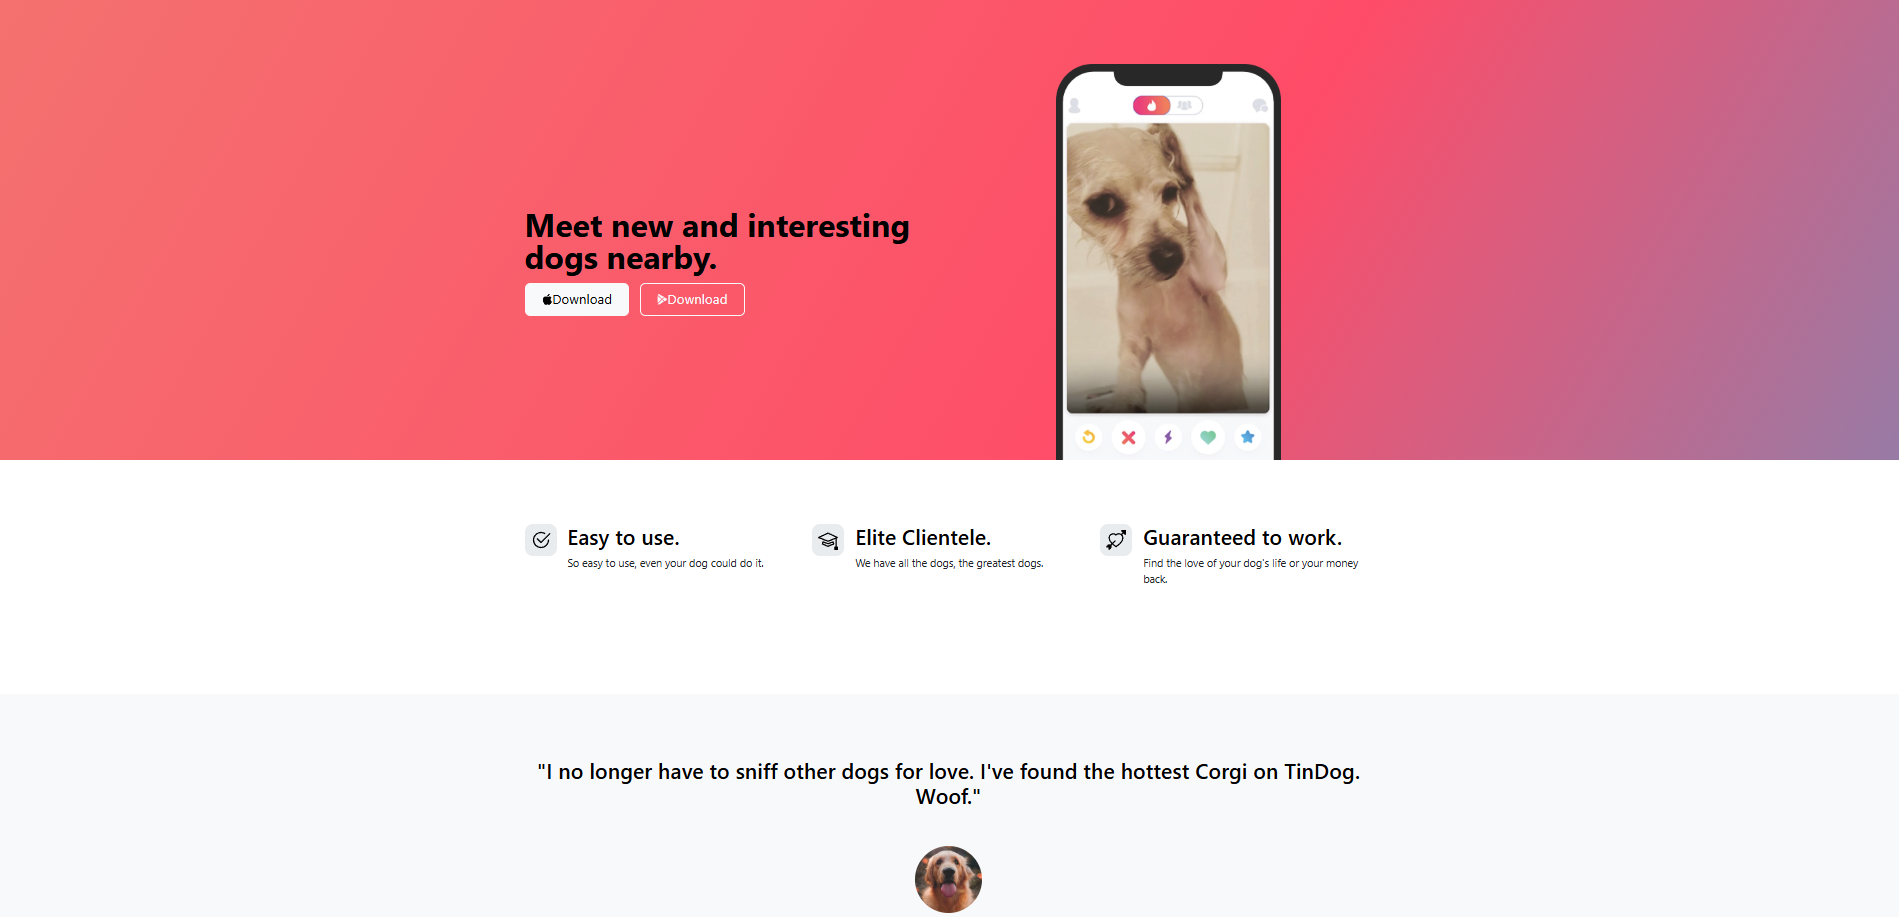 Meet new and interesting
dogs nearby.
Download
Download
Easy to use.
So easy to use, even your dog could do it.
Elite Clientele.
We have all the dogs, the greatest dogs.
Guaranteed to work.
Find the love of your dog's life or your money
back.
"I no longer have to sniff other dogs for love. I've found the hottest Corgi on TinDog.
Woof."